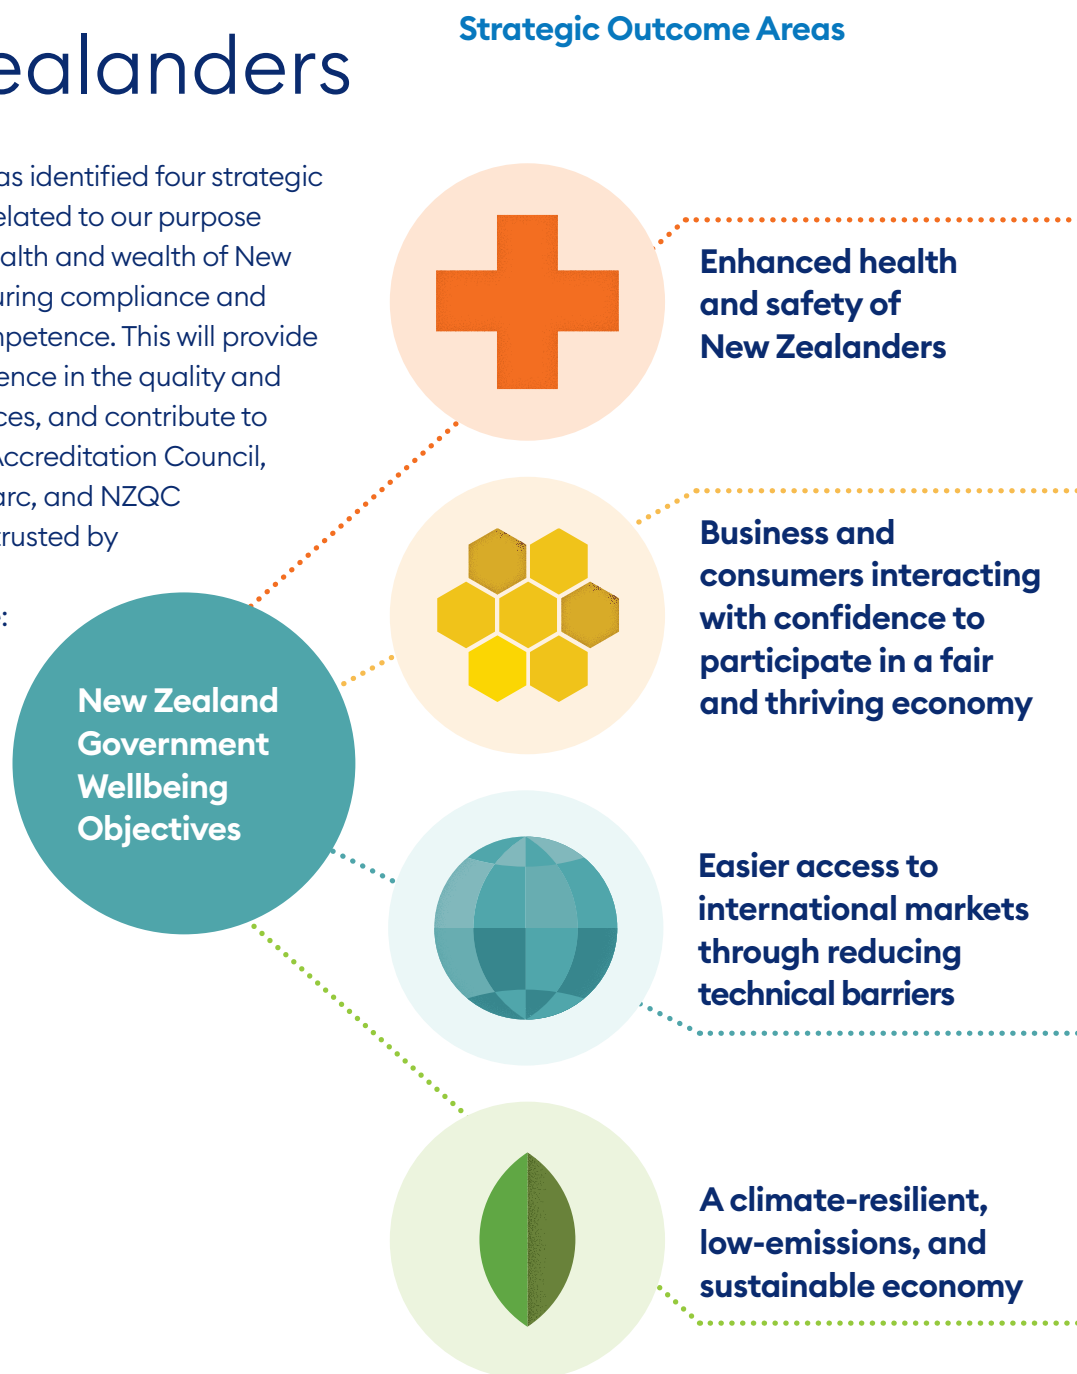 ealanders
as identified four strategic
elated to our purpose
alth and wealth of New
uring compliance and
petence. This will provide
ence in the quality and
ces, and contribute to
Accreditation Council,
arc, and NZQC
trusted by
:
New Zealand
Government
Wellbeing
Objectives
Strategic Outcome Areas
Enhanced health
and safety of
New Zealanders
Business and
consumers interacting
with confidence to
participate in a fair
and thriving economy
Easier access to
international markets
through reducing
technical barriers
A climate-resilient,
low-emissions, and
sustainable economy